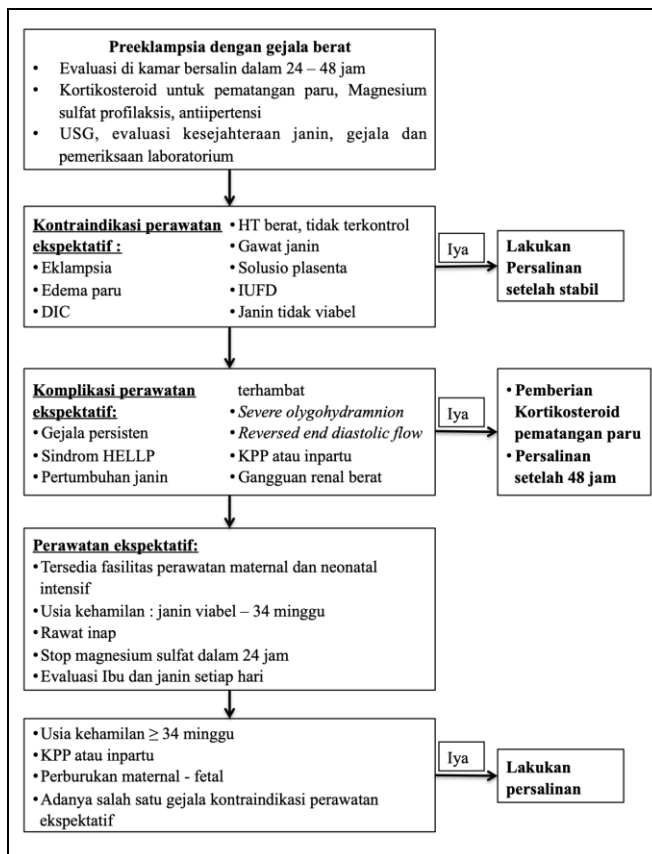 Preeklampsia dengan gejala berat
• Evaluasi di kamar bersalin dalam 24 – 48 jam
• Kortikosteroid untuk pematangan paru, Magnesium
sulfat profilaksis, antiipertensi
• USG, evaluasi kesejahteraan janin, gejala dan
pemeriksaan laboratorium
Kontraindikasi perawatan
ekspektatif :
• Eklampsia
• Edema paru
• DIC
• HT berat, tidak terkontrol
• Gawat janin
• Solusio plasenta
• IUFD
• Janin tidak viabel
Iya
Lakukan
Persalinan
setelah stabil
Komplikasi perawatan
ekspektatif:
• Gejala persisten
• Sindrom HELLP
• Pertumbuhan janin
terhambat
• Severe olygohydramnion
• Reversed end diastolic flow
• KPP atau inpartu
• Gangguan renal berat
Iya
• Pemberian
Kortikosteroid
pematangan paru
• Persalinan
setelah 48 jam
Perawatan ekspektatif:
• Tersedia fasilitas perawatan maternal dan neonatal
intensif
• Usia kehamilan : janin viabel – 34 minggu
• Rawat inap
• Stop magnesium sulfat dalam 24 jam
• Evaluasi Ibu dan janin setiap hari
• Usia kehamilan ≥ 34 minggu
• KPP atau inpartu
• Perburukan maternal - fetal
• Adanya salah satu gejala kontraindikasi perawatan
ekspektatif
Iya
Lakukan
persalinan